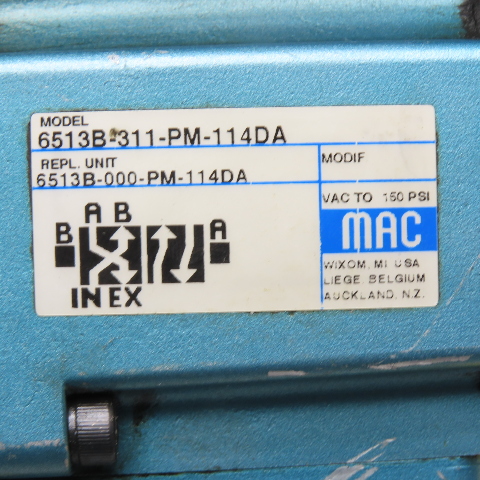 MODEL
6513B-311-PM-114DA
REPL. UNIT
6513B-000-PM-114DA
MODIF
VAC TO 150 PSI
MAC
WIXOM, MI USA
LIEGE BELGIUM
AUCKLAND, N.Z.
A B
B A
IN EX